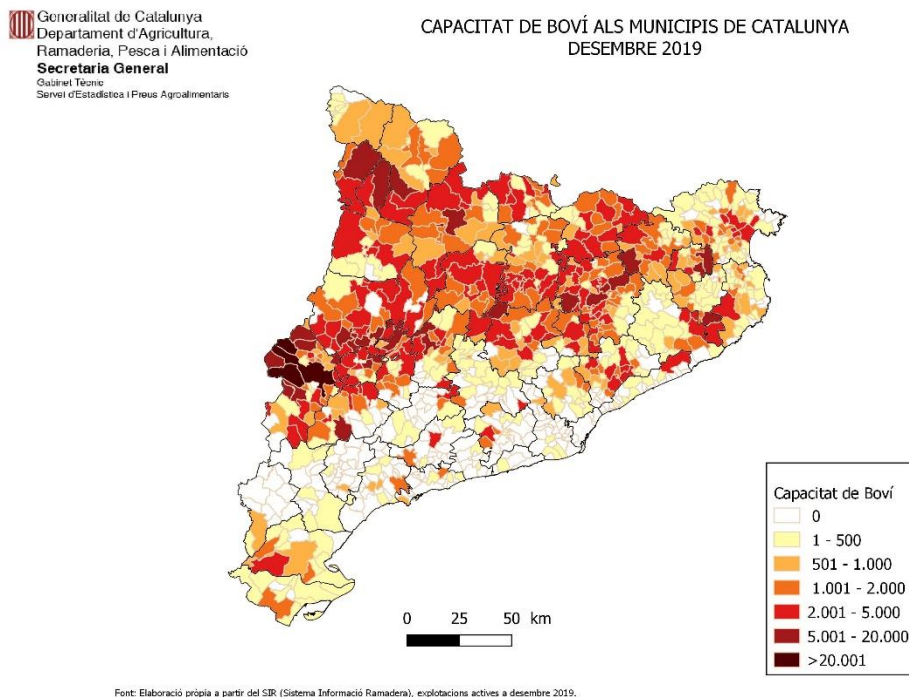 Generalitat de Catalunya
Departament d'Agricultura,
Ramaderia, Pesca i Alimentació
Secretaria General
Gabinet Tècnic
Servei d'Estadística i Preus Agroalimentaris
CAPACITAT DE BOVÍ ALS MUNICIPIS DE CATALUNYA
DESEMBRE 2019
Capacitat de Boví
0
1 - 500
501 - 1.000
1.001 - 2.000
2.001 - 5.000
5.001 - 20.000
>20.001
0 25 50 km
Font: Elaboració pròpia a partir del SIR (Sistema Informació Ramadera), explotacions actives a desembre 2019.